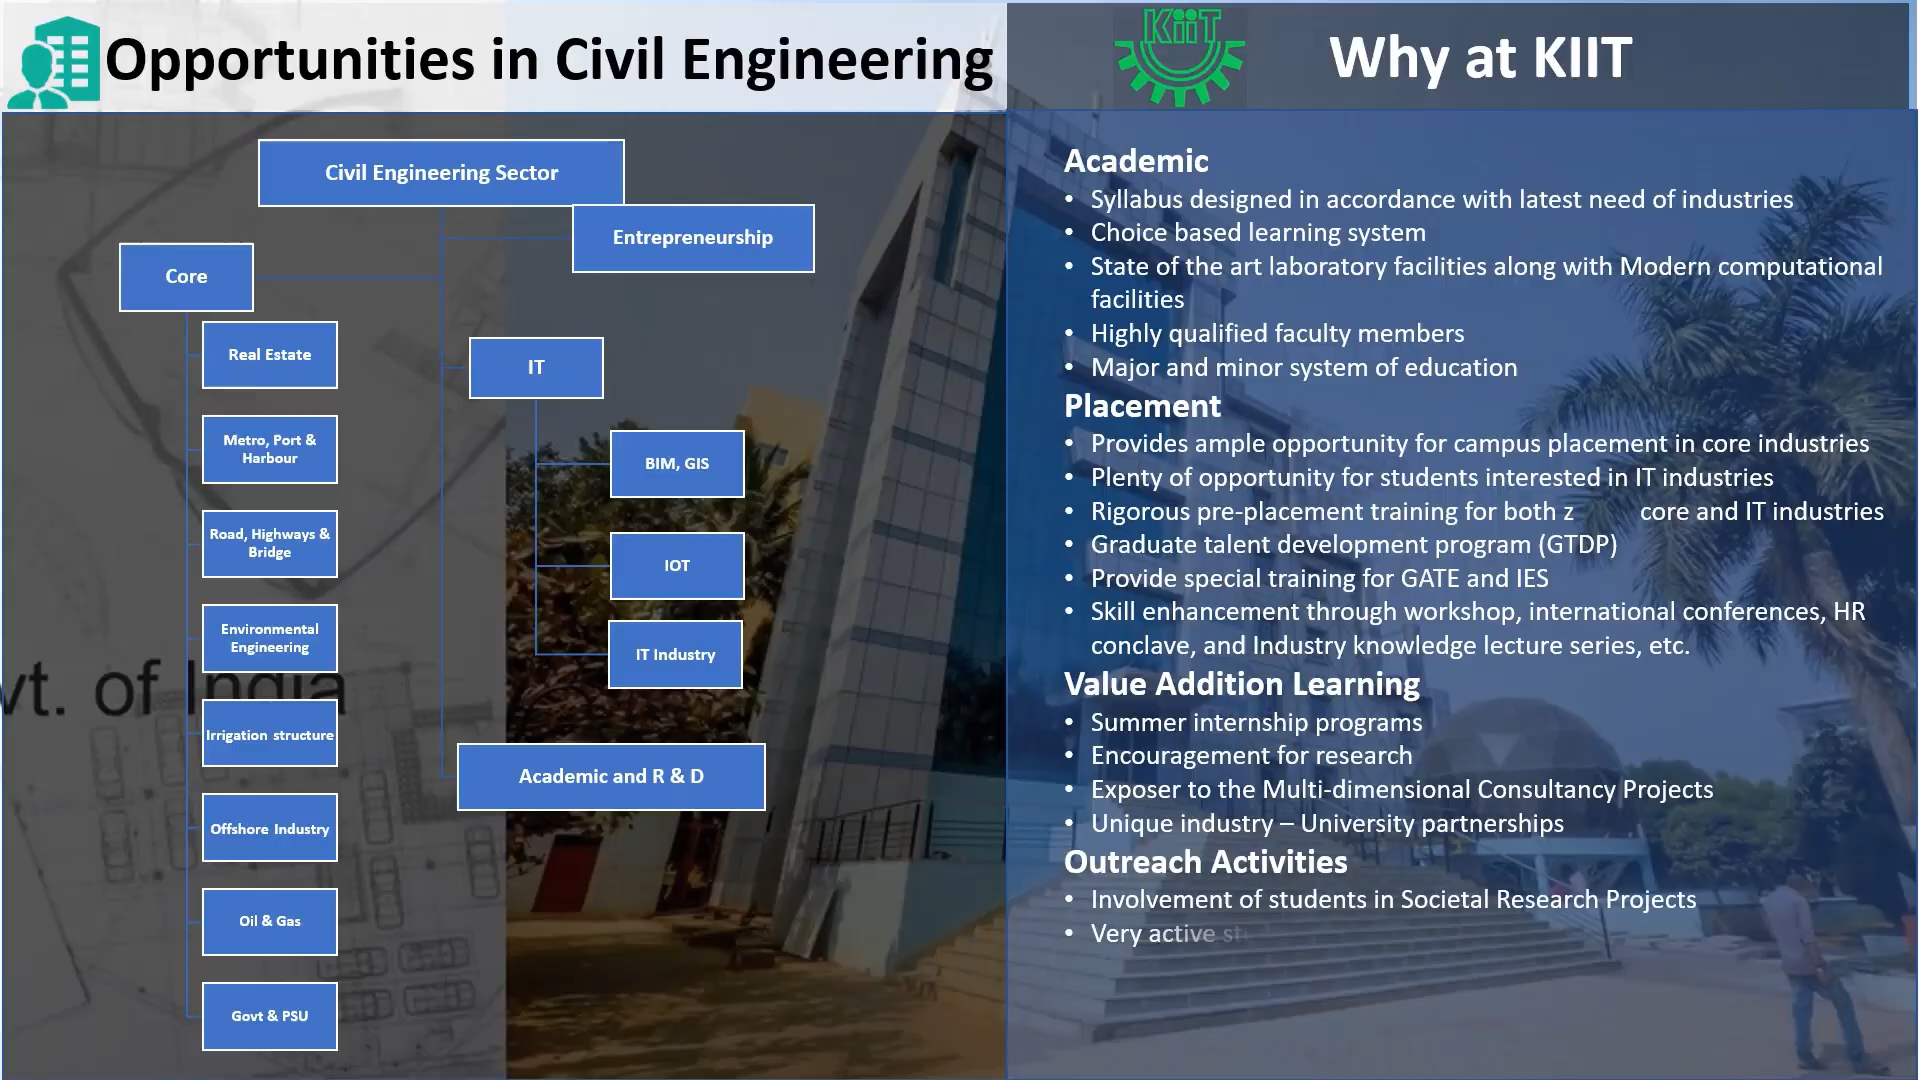 Opportunities in Civil Engineering
KiiT
Why at KIIT
Civil Engineering Sector
Entrepreneurship
Core
Real Estate
Metro, Port &
Harbour
Road, Highways &
Bridge
Environmental
Engineering
vt. of India
Irrigation structure
Offshore Industry
Oil & Gas
Govt & PSU
IT
BIM, GIS
IOT
IT Industry
Academic and R & D
Academic
• Syllabus designed in accordance with latest need of industries
• Choice based learning system
• State of the art laboratory facilities along with Modern computational
facilities
• Highly qualified faculty members
• Major and minor system of education
Placement
• Provides ample opportunity for campus placement in core industries
• Plenty of opportunity for students interested in IT industries
• Rigorous pre-placement training for both z core and IT industries
• Graduate talent development program (GTDP)
• Provide special training for GATE and IES
• Skill enhancement through workshop, international conferences, HR
conclave, and Industry knowledge lecture series, etc.
Value Addition Learning
• Summer internship programs
• Encouragement for research
• Exposer to the Multi-dimensional Consultancy Projects
• Unique industry – University partnerships
Outreach Activities
• Involvement of students in Societal Research Projects
• Very active st